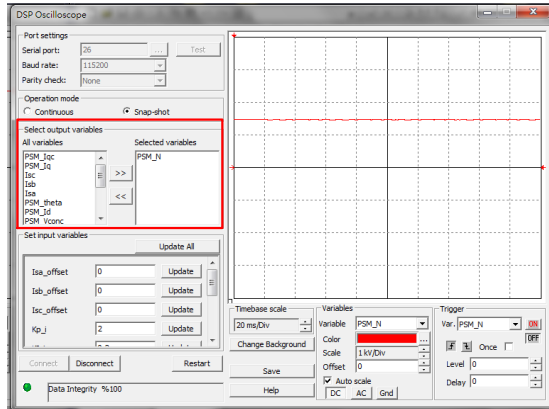 DSP Oscilloscope
Port settings
Serial port: 26 ... Test
Baud rate: 115200
Parity check: None
Operation mode
Continuous Snap-shot
Select output variables
All variables Selected variables
PSM_Iqc PSM_N
PSM_Iq
Isc
Isb
Isa
PSM_theta
PSM_Id
PSM_Vconc
>>
<<
Set input variables
Update All
Isa_offset 0 Update
Isb_offset 0 Update
Isc_offset 0 Update
Kp_i 2 Update
Connect Disconnect Restart
Data Integrity %100
Timebase scale
20 ms/Div
Change Background
Save
Help
Variables
Variable PSM_N
Color ...
Scale 1 kV/Div
Offset 0
Auto scale
DC AC Gnd
Trigger
Var. PSM_N ON
OFF
Once
Level 0
Delay 0